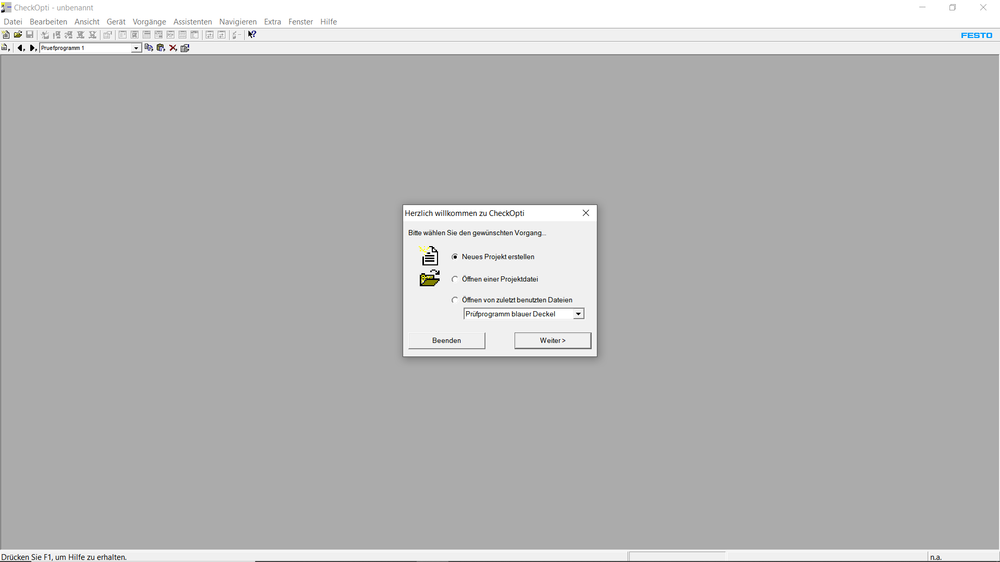 CheckOpti - unbenannt
Datei Bearbeiten Ansicht Gerät Vorgänge Assistenten Navigieren Extra Fenster Hilfe
FESTO
Pruefprogramm 1
Herzlich willkommen zu CheckOpti
Bitte wählen Sie den gewünschten Vorgang...
Neues Projekt erstellen
Öffnen einer Projektdatei
Öffnen von zuletzt benutzten Dateien
Prüfprogramm blauer Deckel
Beenden Weiter >
Drücken Sie F1, um Hilfe zu erhalten. n.a.